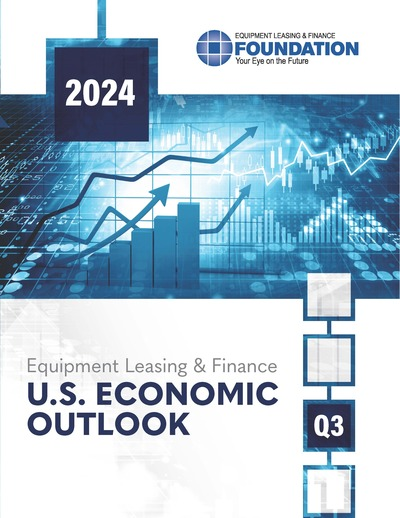 EQUIPMENT LEASING & FINANCE
FOUNDATION
Your Eye on the Future
2024
Equipment Leasing & Finance
U.S. ECONOMIC
OUTLOOK
Q3